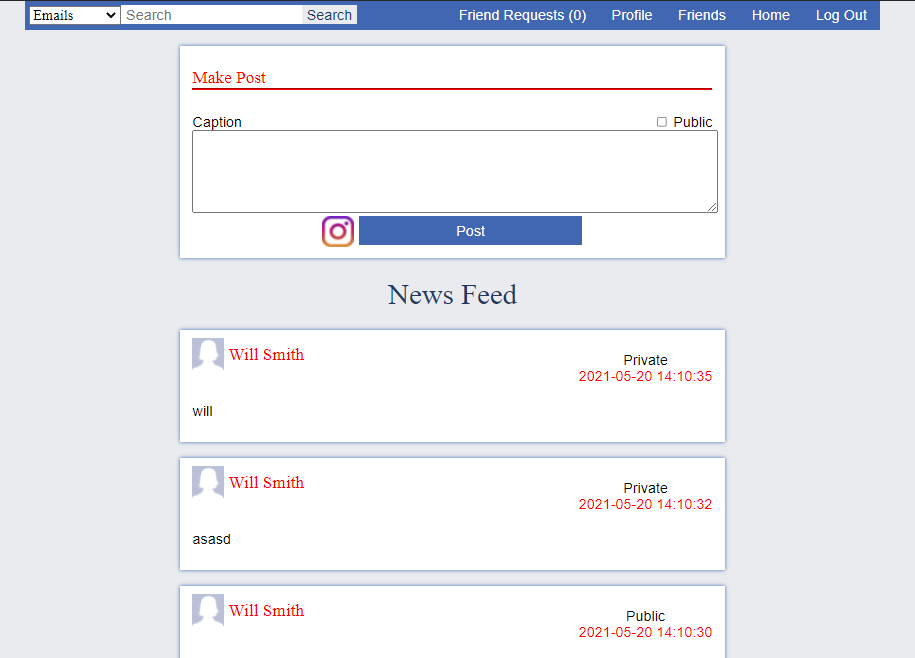 Emails Search Search Friend Requests (0) Profile Friends Home Log Out
Make Post
Caption Public
Post
News Feed
Will Smith
Private
2021-05-20 14:10:35
will
Will Smith
Private
2021-05-20 14:10:32
asasd
Will Smith
Public
2021-05-20 14:10:30